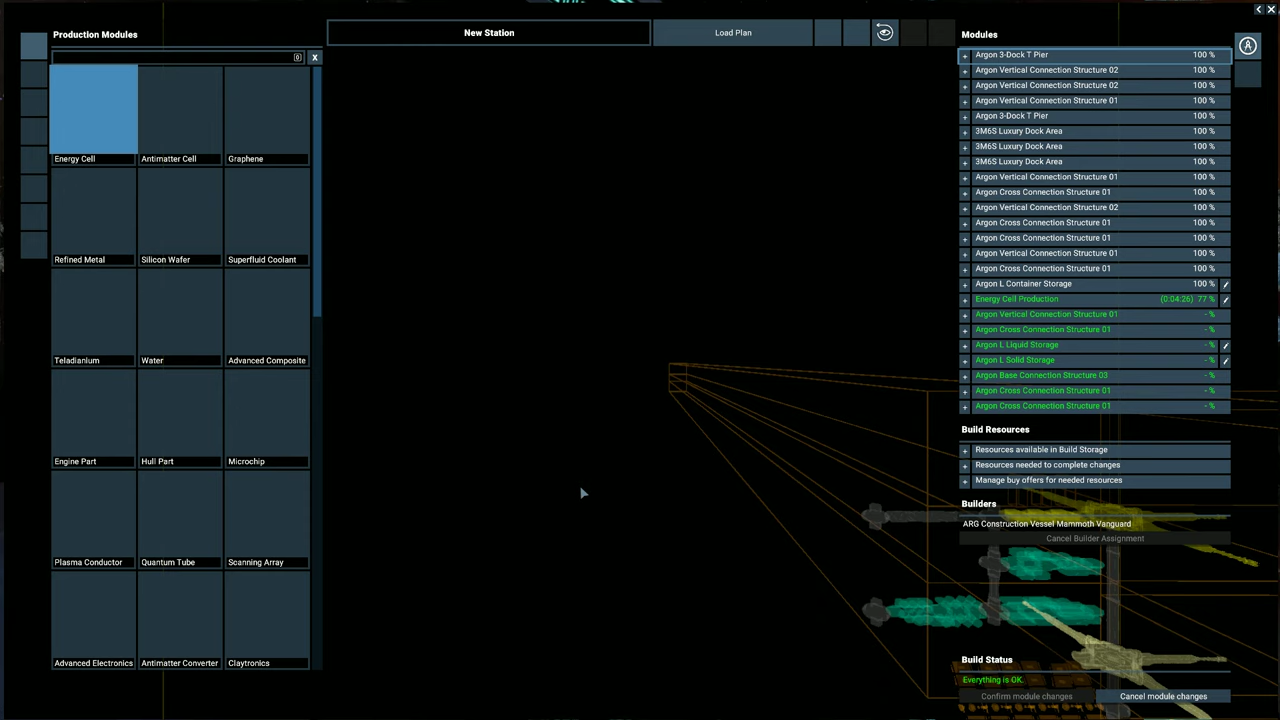 Production Modules
New Station
Load Plan
Modules
0
X
Energy Cell
Antimatter Cell
Graphene
Refined Metal
Silicon Wafer
Superfluid Coolant
Teladianium
Water
Advanced Composite
Engine Part
Hull Part
Microchip
Plasma Conductor
Quantum Tube
Scanning Array
Advanced Electronics
Antimatter Converter
Claytronics
+ Argon 3-Dock T Pier 100 %
+ Argon Vertical Connection Structure 02 100 %
+ Argon Vertical Connection Structure 02 100 %
+ Argon Vertical Connection Structure 01 100 %
+ Argon 3-Dock T Pier 100 %
+ 3M6S Luxury Dock Area 100 %
+ 3M6S Luxury Dock Area 100 %
+ 3M6S Luxury Dock Area 100 %
+ Argon Vertical Connection Structure 01 100 %
+ Argon Cross Connection Structure 01 100 %
+ Argon Vertical Connection Structure 02 100 %
+ Argon Cross Connection Structure 01 100 %
+ Argon Cross Connection Structure 01 100 %
+ Argon Vertical Connection Structure 01 100 %
+ Argon Cross Connection Structure 01 100 %
+ Argon L Container Storage 100 %
+ Energy Cell Production (0:04:26) 77 %
+ Argon Vertical Connection Structure 01 - %
+ Argon Cross Connection Structure 01 - %
+ Argon L Liquid Storage - %
+ Argon L Solid Storage - %
+ Argon Base Connection Structure 03 - %
+ Argon Cross Connection Structure 01 - %
+ Argon Cross Connection Structure 01 - %
Build Resources
+ Resources available in Build Storage
+ Resources needed to complete changes
+ Manage buy offers for needed resources
Builders
ARG Construction Vessel Mammoth Vanguard
Cancel Builder Assignment
Build Status
Everything is OK.
Confirm module changes
Cancel module changes